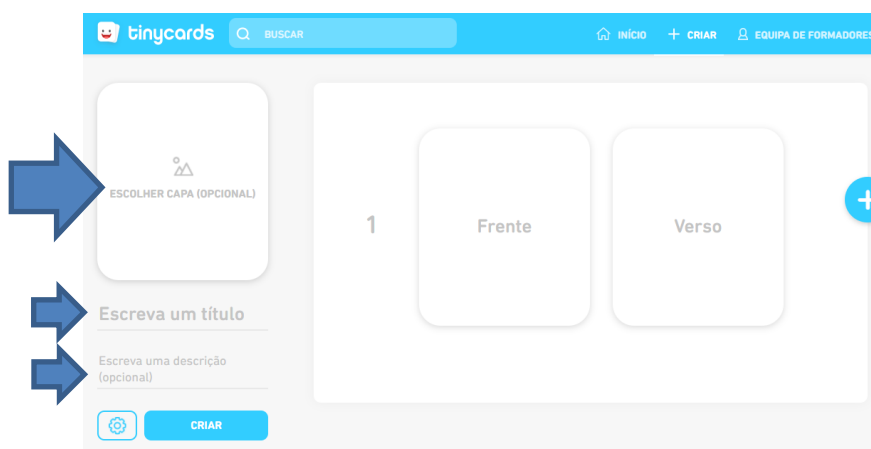 tinycards BUSCAR INÍCIO CRIAR EQUIPA DE FORMADORES
ESCOLHER CAPA (OPCIONAL)
1 Frente Verso
Escreva um título
Escreva uma descrição
(opcional)
CRIAR